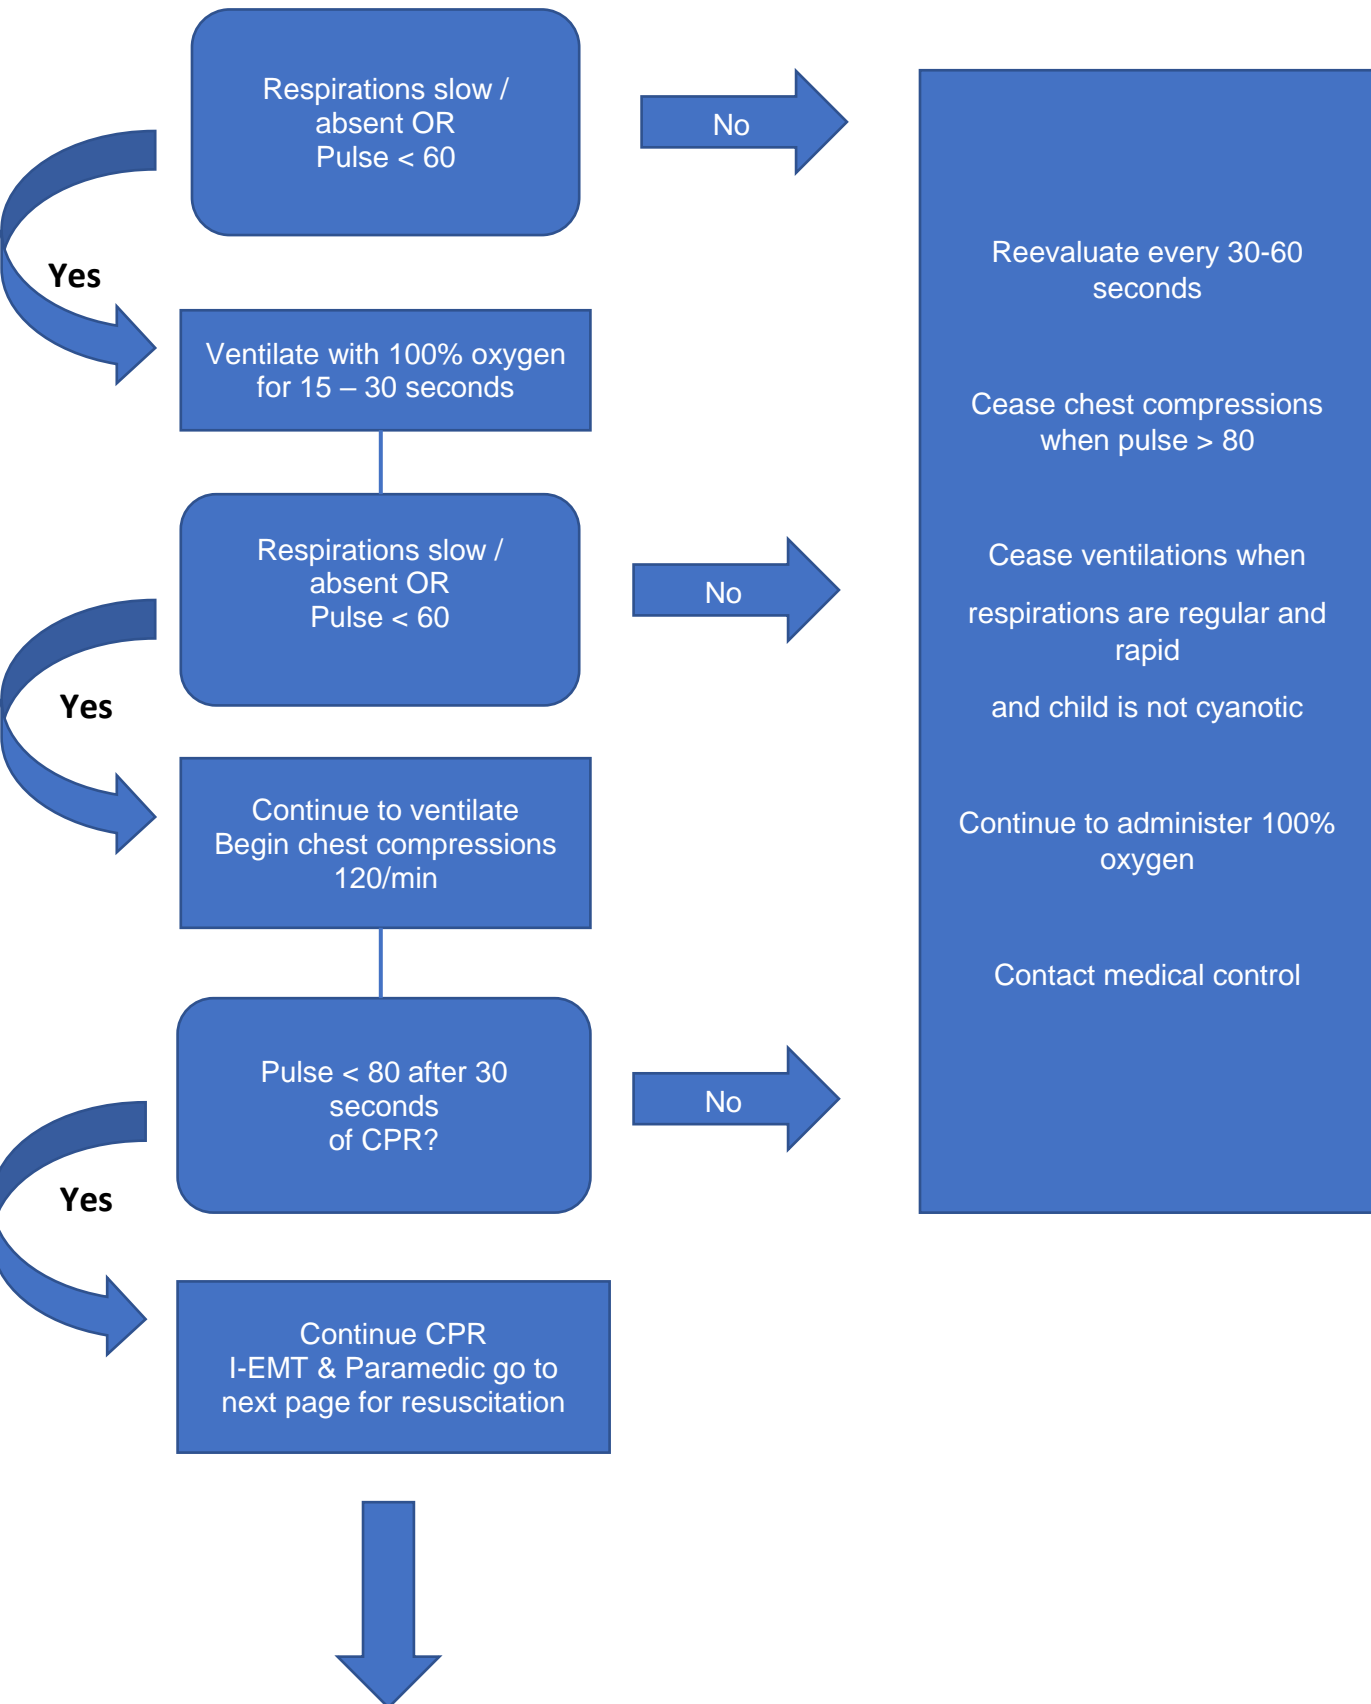 Respirations slow /
absent OR
Pulse < 60
No
Yes
Ventilate with 100% oxygen
for 15 – 30 seconds
Respirations slow /
absent OR
Pulse < 60
No
Yes
Continue to ventilate
Begin chest compressions
120/min
Pulse < 80 after 30
seconds
of CPR?
No
Yes
Continue CPR
I-EMT & Paramedic go to
next page for resuscitation
Reevaluate every 30-60
seconds
Cease chest compressions
when pulse > 80
Cease ventilations when
respirations are regular and
rapid
and child is not cyanotic
Continue to administer 100%
oxygen
Contact medical control